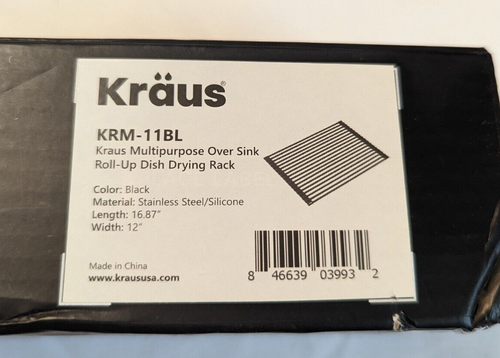 Kräus®
KRM-11BL
Kraus Multipurpose Over Sink
Roll-Up Dish Drying Rack
Color: Black
Material: Stainless Steel/Silicone
Length: 16.87"
Width: 12"
Made in China
www.kraususa.com
8 46639 03993 2